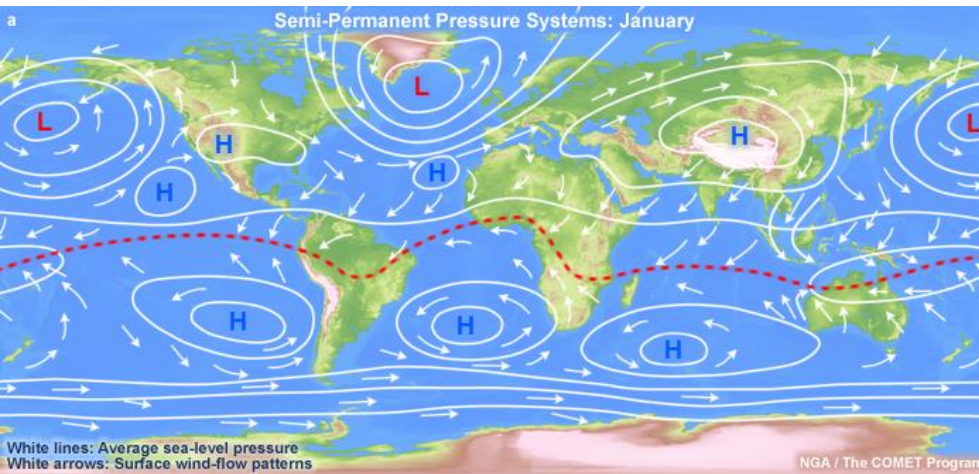 a
Semi-Permanent Pressure Systems: January
L
L
L
H
H
H
H
H
H
H
White lines: Average sea-level pressure
White arrows: Surface wind-flow patterns
NGA / The COMET Program